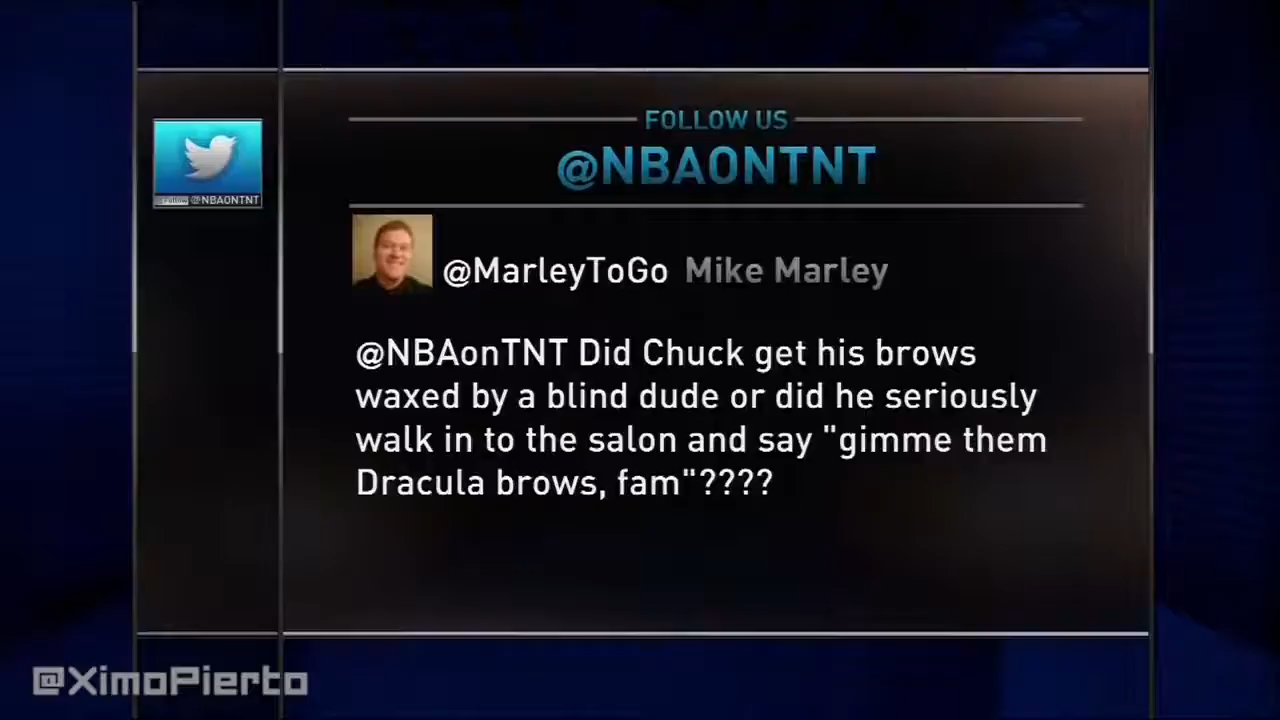 FOLLOW US
@NBAONTNT
@NBAONTNT
@MarleyToGo Mike Marley
@NBAonTNT Did Chuck get his brows
waxed by a blind dude or did he seriously
walk in to the salon and say "gimme them
Dracula brows, fam"????
@XimoPierto